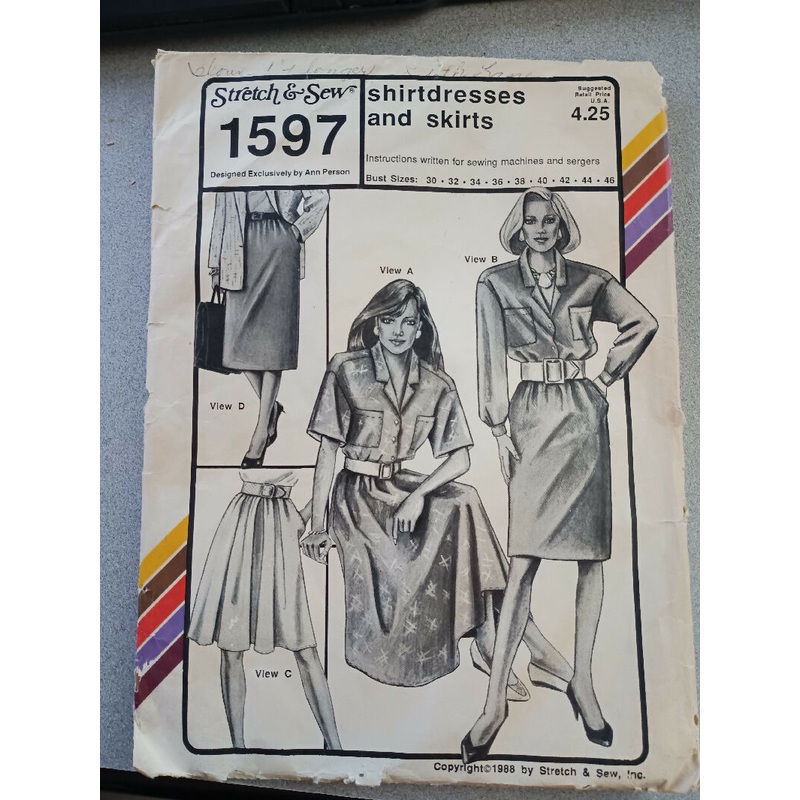 longer
Stretch & Sew®
1597
Designed Exclusively by Ann Person
shirtdresses
and skirts
Suggested
Retail Price
U.S.A.
4.25
Instructions written for sewing machines and sergers
Bust Sizes: 30 • 32 • 34 • 36 • 38 • 40 • 42 • 44 • 46
View A
View B
View D
View C
Copyright©1988 by Stretch & Sew, Inc.